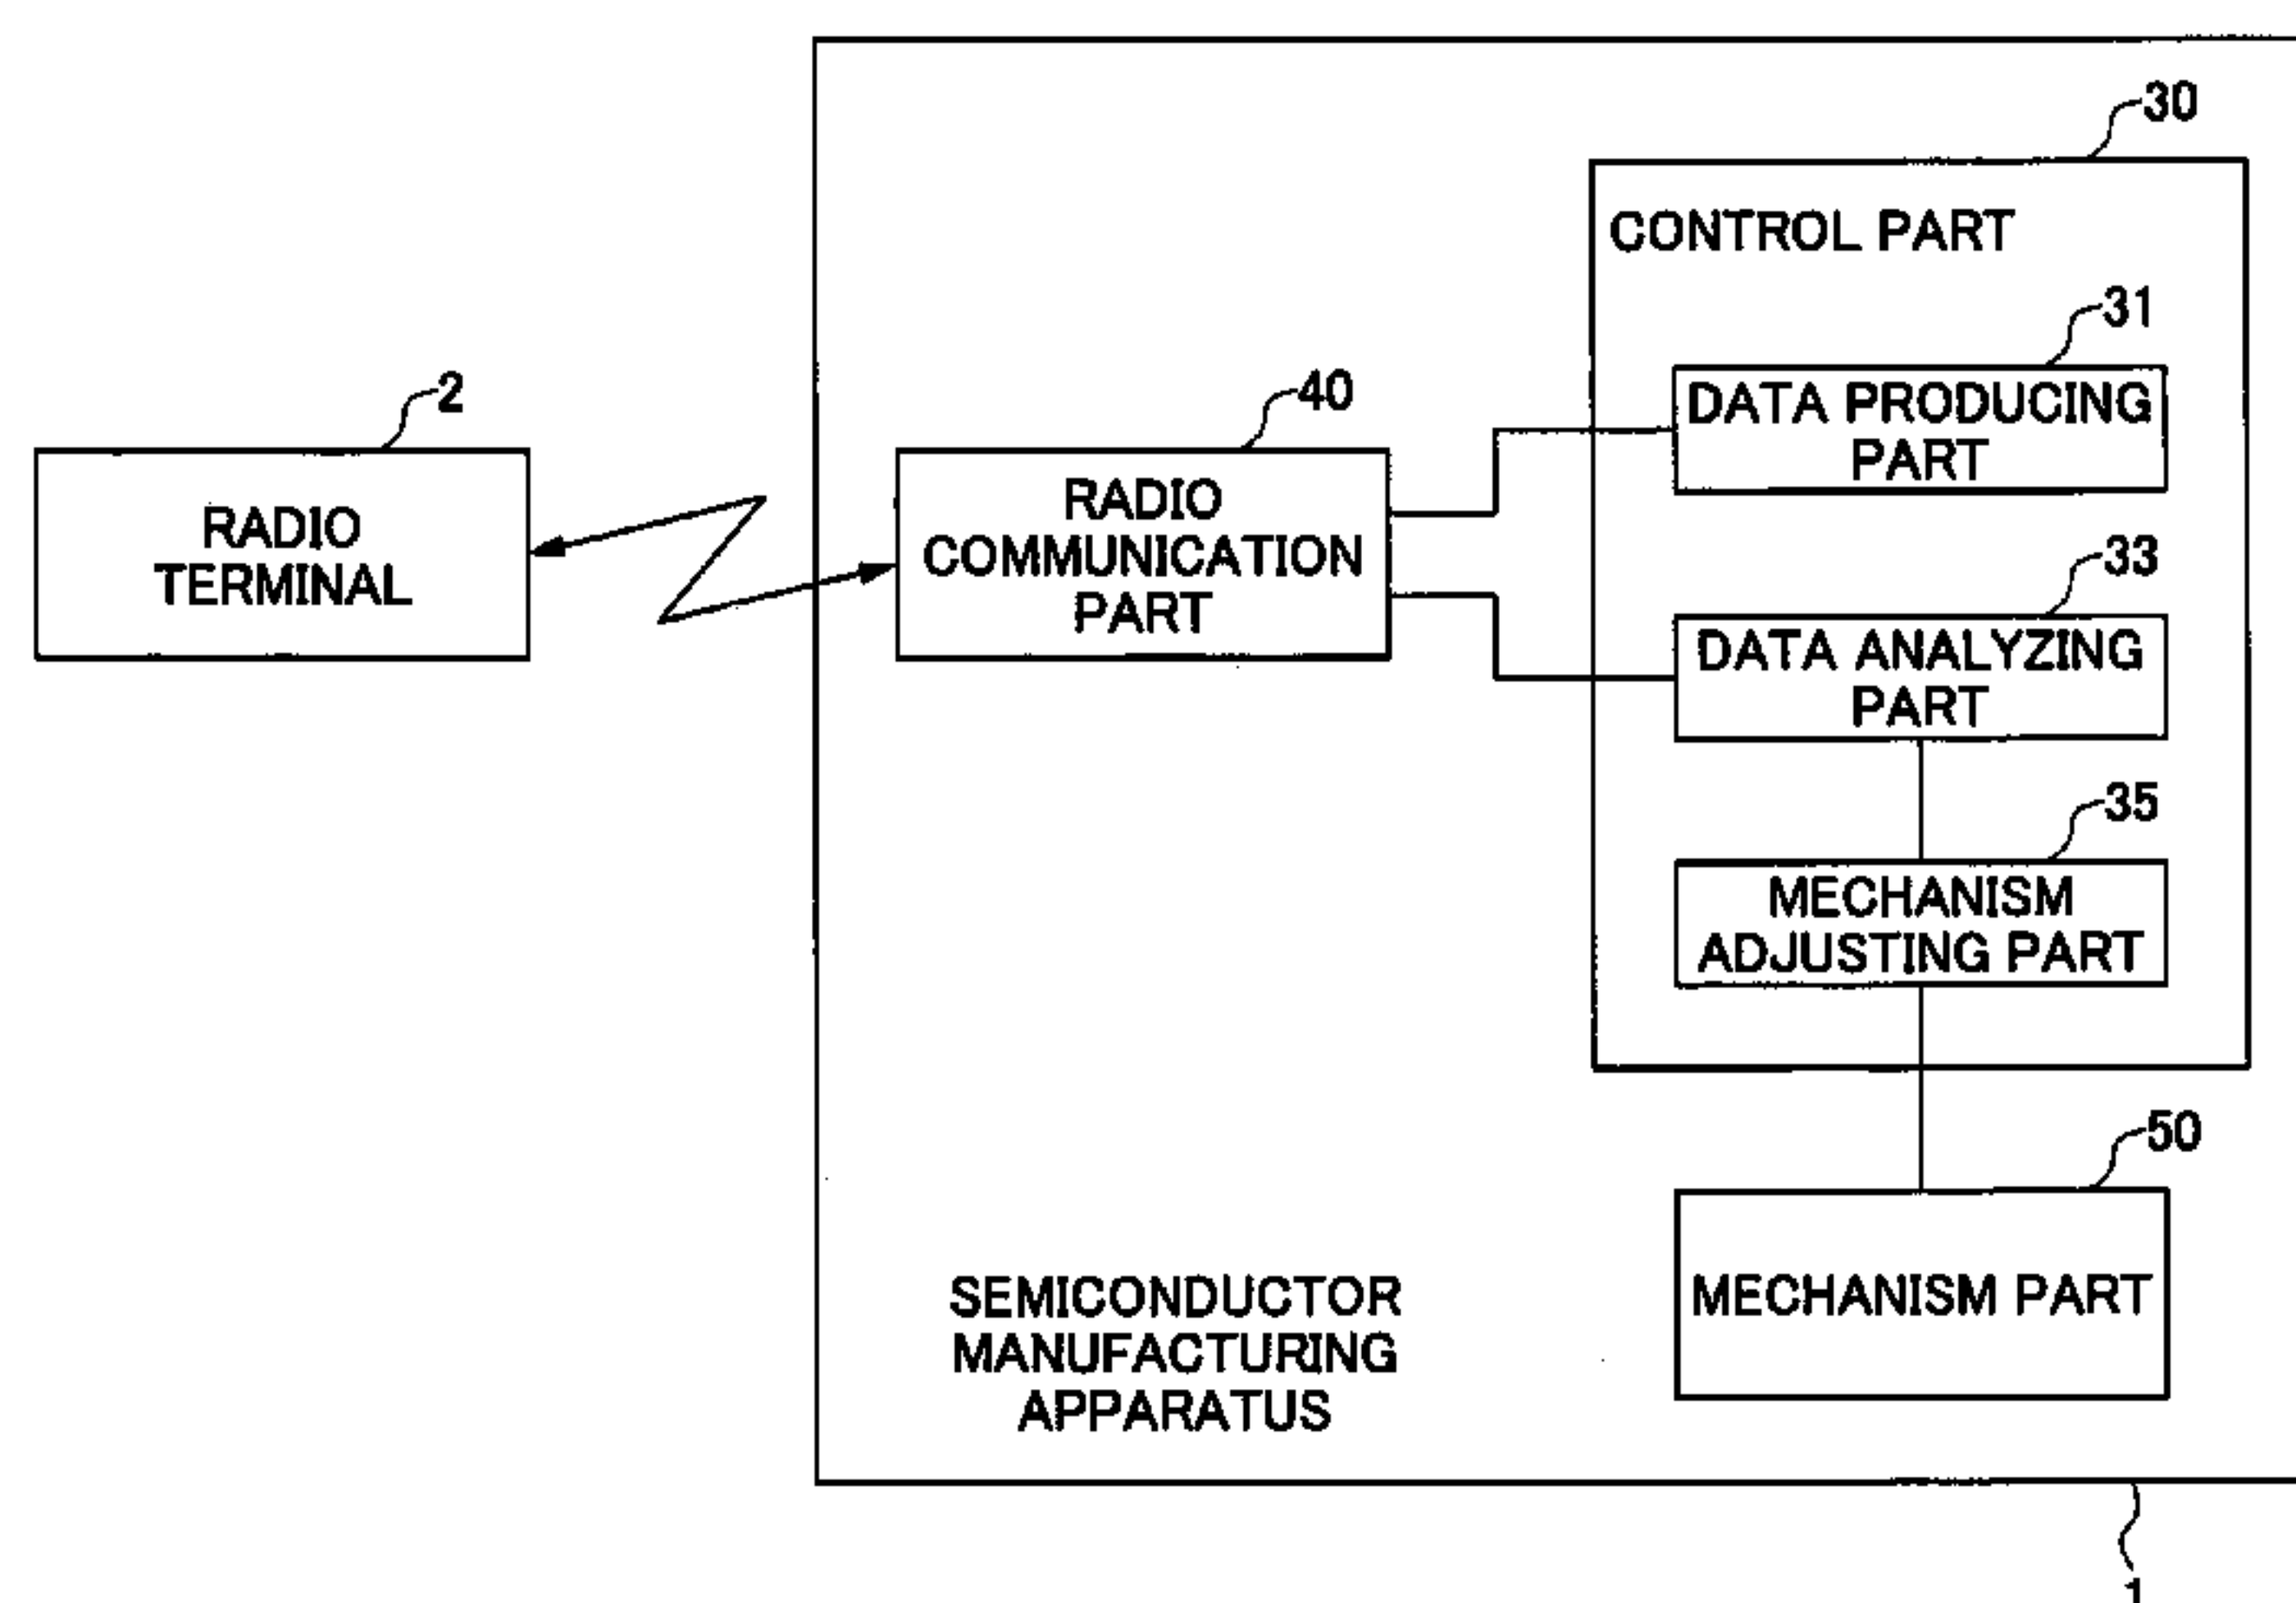 30
CONTROL PART
31
DATA PRODUCING
PART
2
RADIO
TERMINAL
40
RADIO
COMMUNICATION
PART
33
DATA ANALYZING
PART
35
MECHANISM
ADJUSTING PART
50
MECHANISM PART
SEMICONDUCTOR
MANUFACTURING
APPARATUS
1